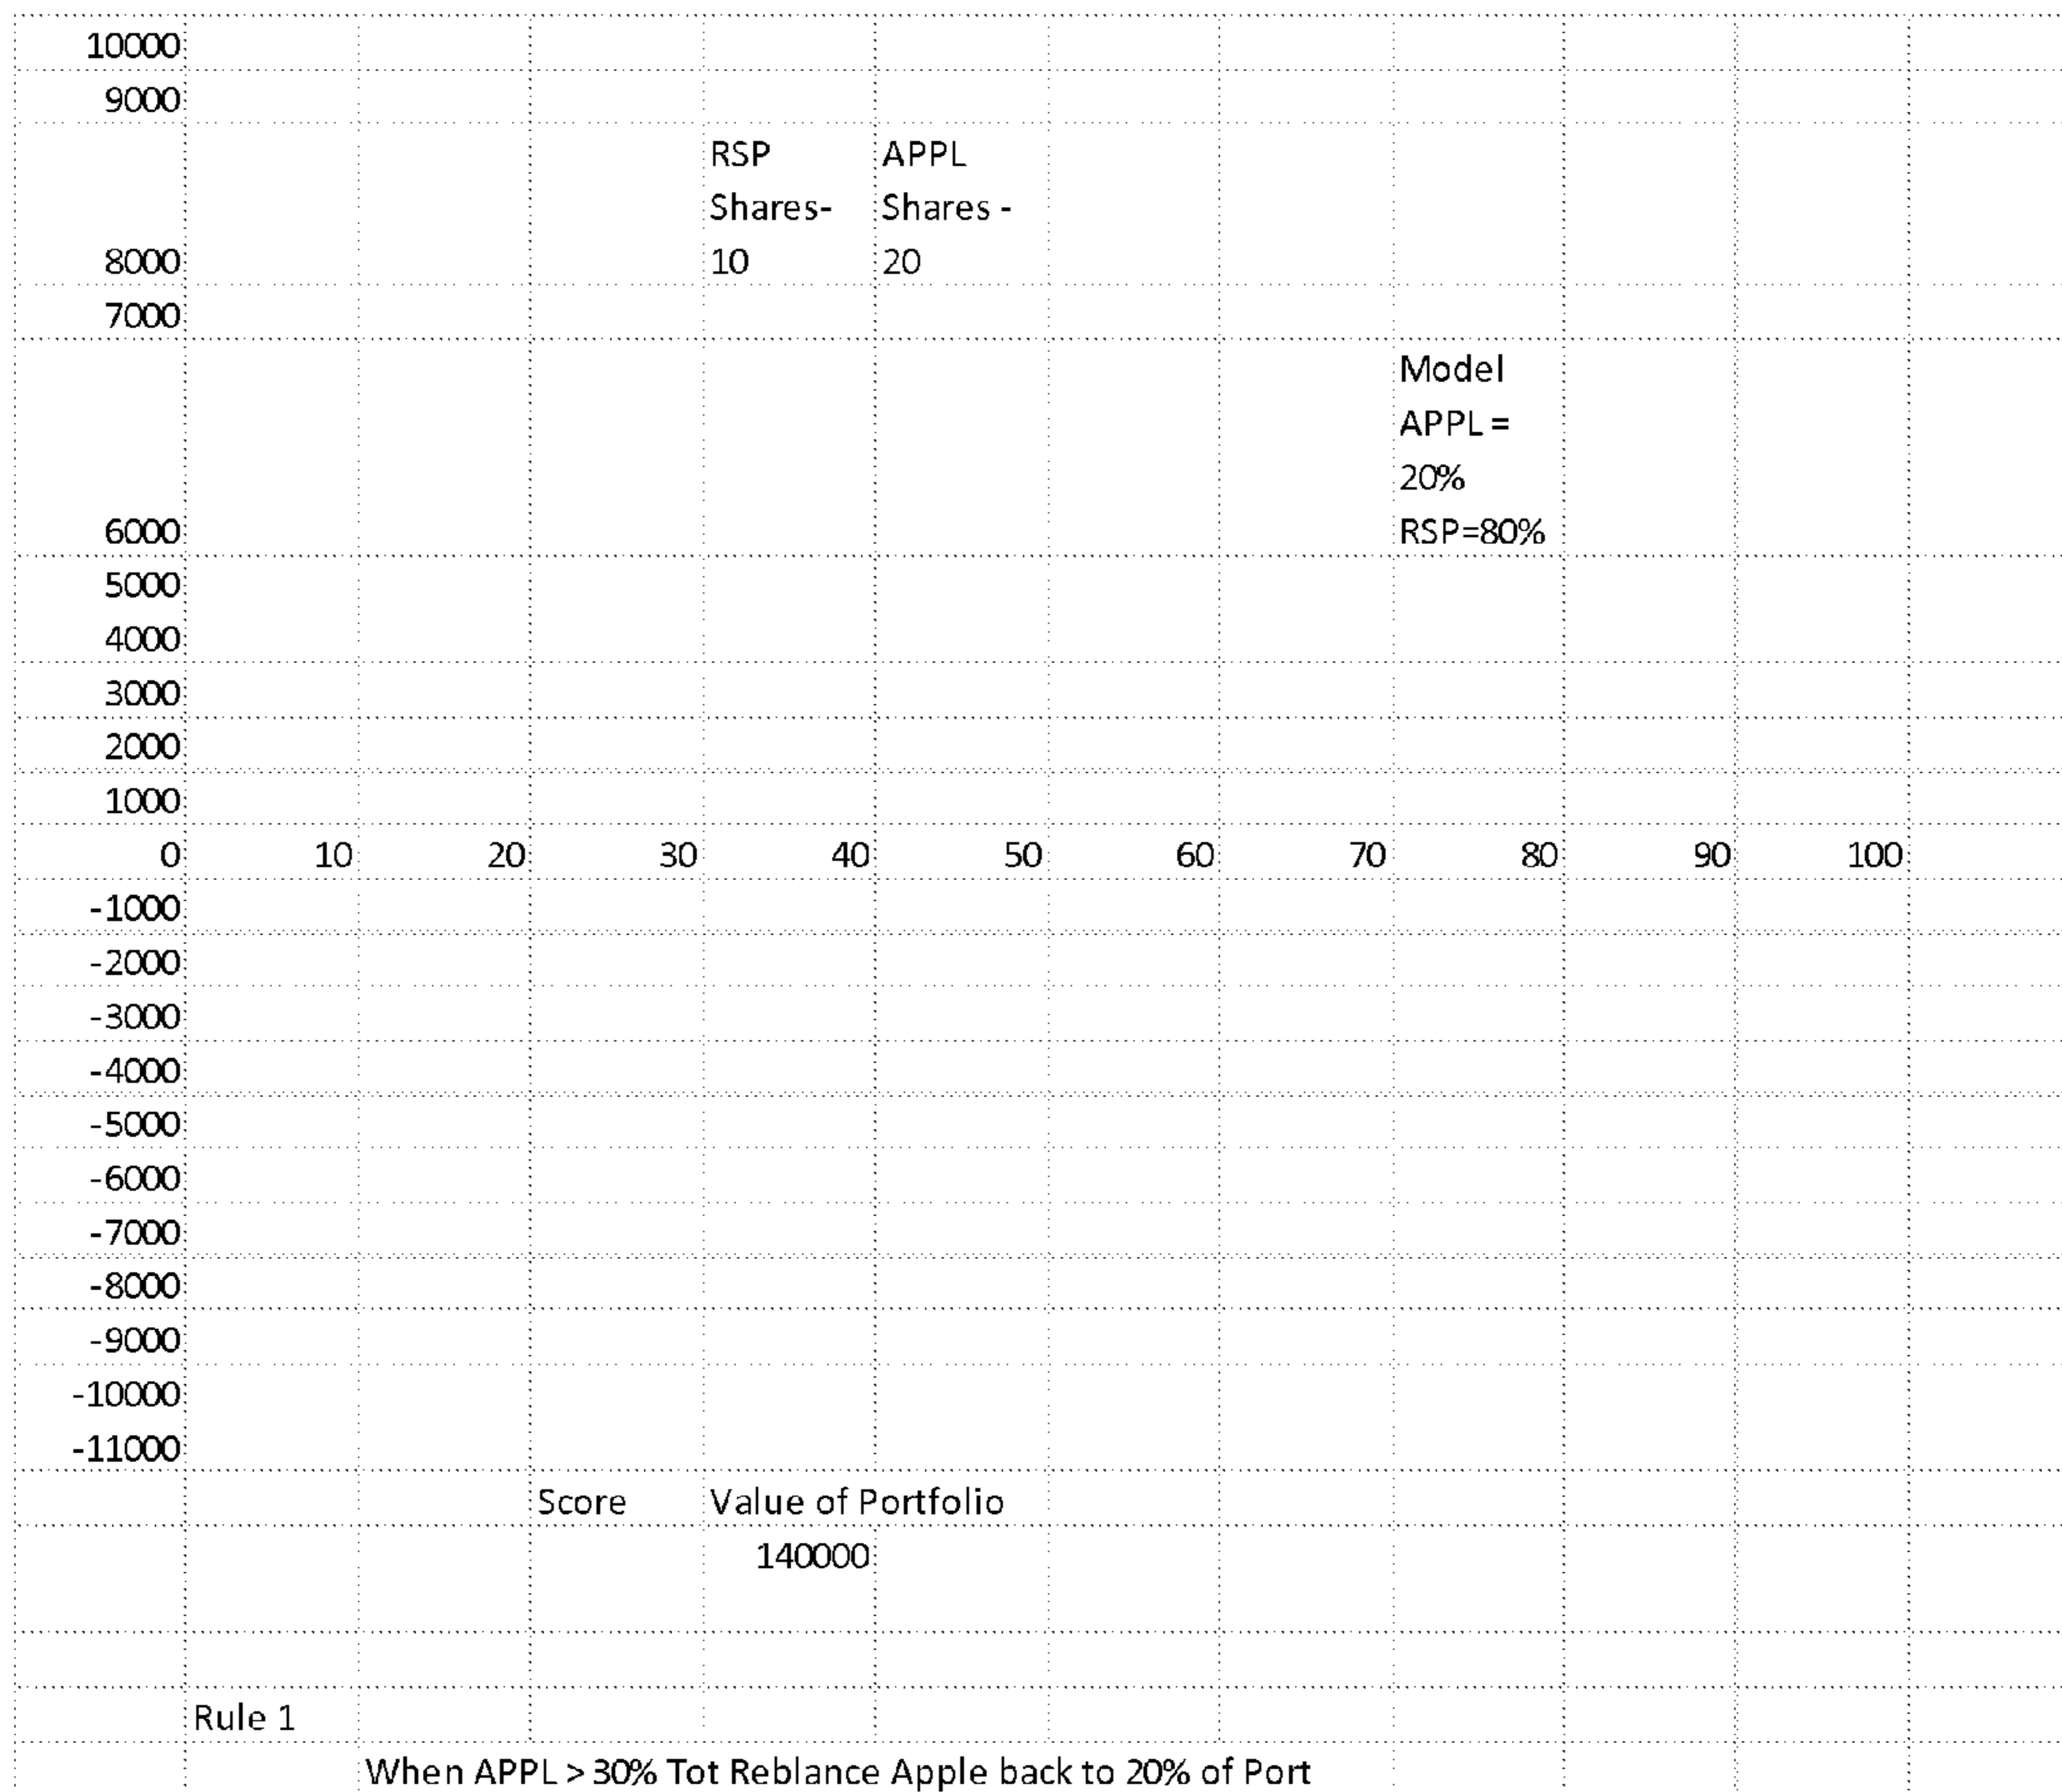 10000
9000
RSP APPL
Shares- Shares -
8000 10 20
7000
Model
APPL =
20%
6000 RSP=80%
5000
4000
3000
2000
1000
0 10 20 30 40 50 60 70 80 90 100
-1000
-2000
-3000
-4000
-5000
-6000
-7000
-8000
-9000
-10000
-11000
Score Value of Portfolio
140000
Rule 1
When APPL > 30% Tot Reblance Apple back to 20% of Port